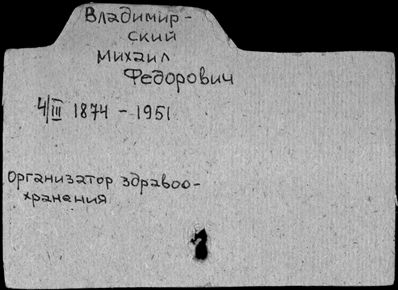 Владимир-
ский
Михаил
Федорович
4/III 1874 - 1951
организатор здравоо-
хранения